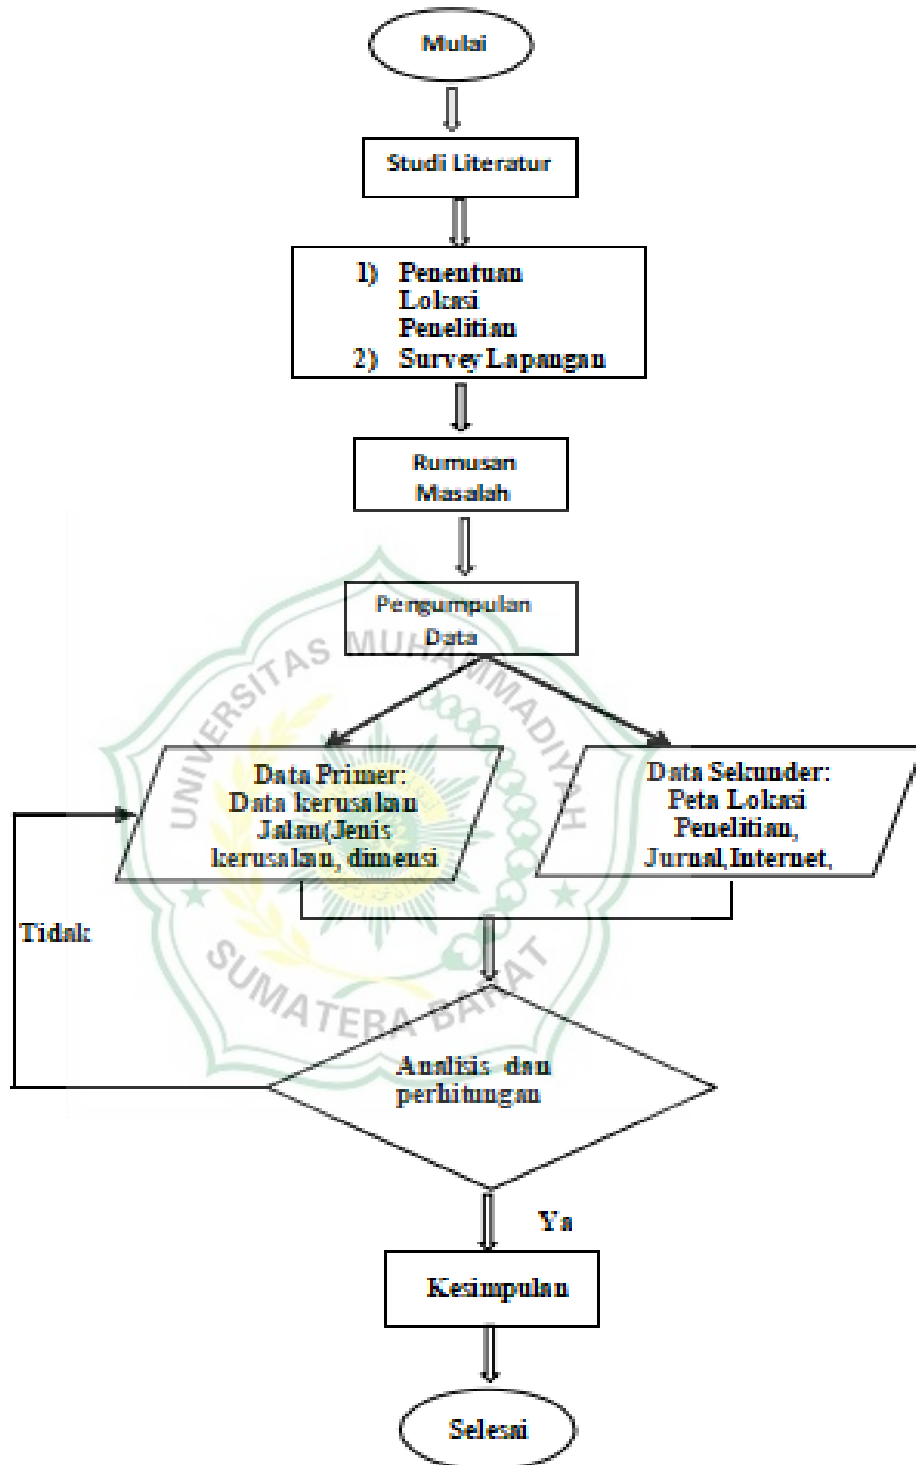 Mulai
Studi Literatur
1) Penentuan
Lokasi
Penelitian
2) Survey Lapangan
Rumusan
Masalah
Pengumpulan
Data
UNIVERSITAS MUHAMMADIYAH
Data Primer:
Data kerusakan
Jalan(Jenis
kerusakan, dimensi
Data Sekunder:
Peta Lokasi
Penelitian,
Jurnal,Internet,
Tidak
SUMATERA BARAT
Analisis dan
perhitungan
Ya
Kesimpulan
Selesai